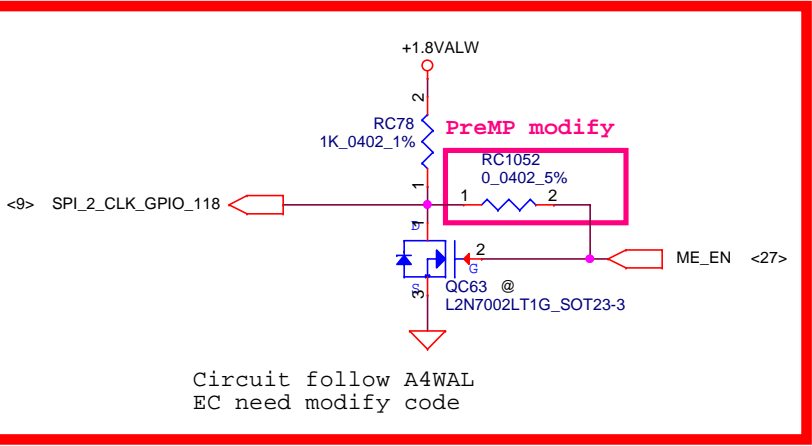 +1.8VALW
2
RC78
1K_0402_1%
PreMP modify
RC1052
0_0402_5%
1
1 2
<9> SPI_2_CLK_GPIO_118
D 1
2
G
ME_EN <27>
S 3
QC63 @
L2N7002LT1G_SOT23-3
Circuit follow A4WAL
EC need modify code